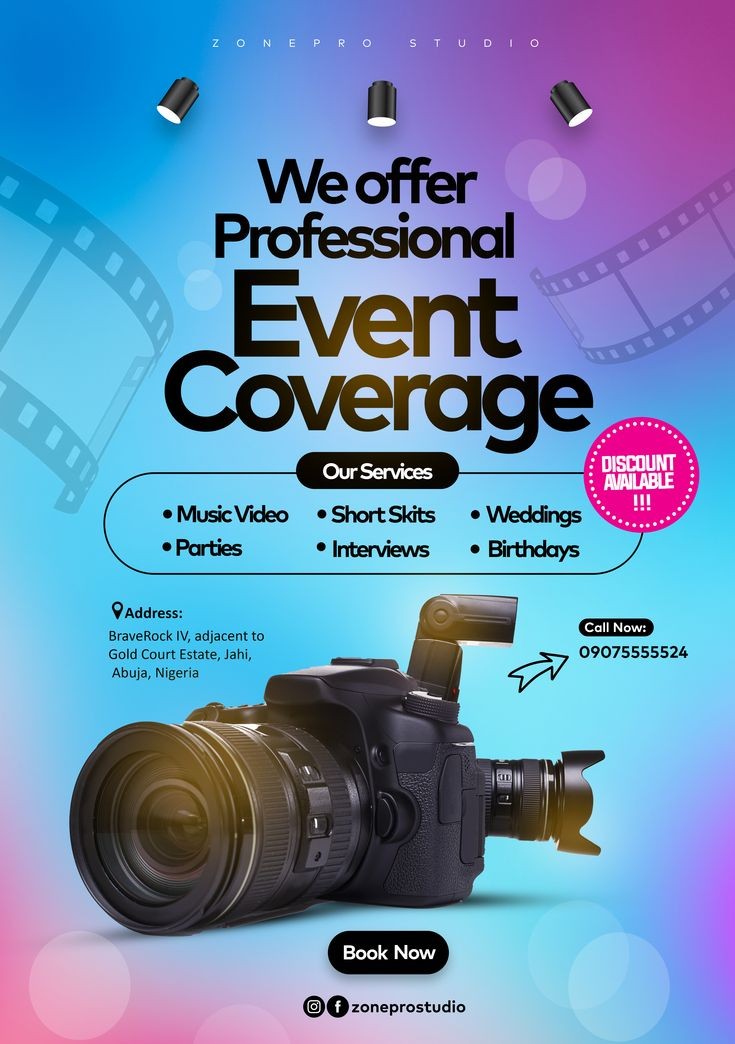 ZONEPRO STUDIO
We offer
Professional
Event
Coverage
Our Services
DISCOUNT
AVAILABLE
!!!
• Music Video • Short Skits • Weddings
• Parties • Interviews • Birthdays
Address:
BraveRock IV, adjacent to
Gold Court Estate, Jahi,
Abuja, Nigeria
Call Now:
09075555524
Book Now
zoneprostudio